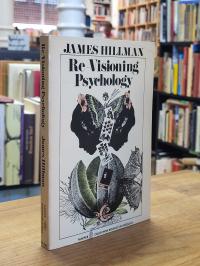 JAMES HILLMAN
Re-Visioning
Psychology
Re-Visioning Psychology James Hillman